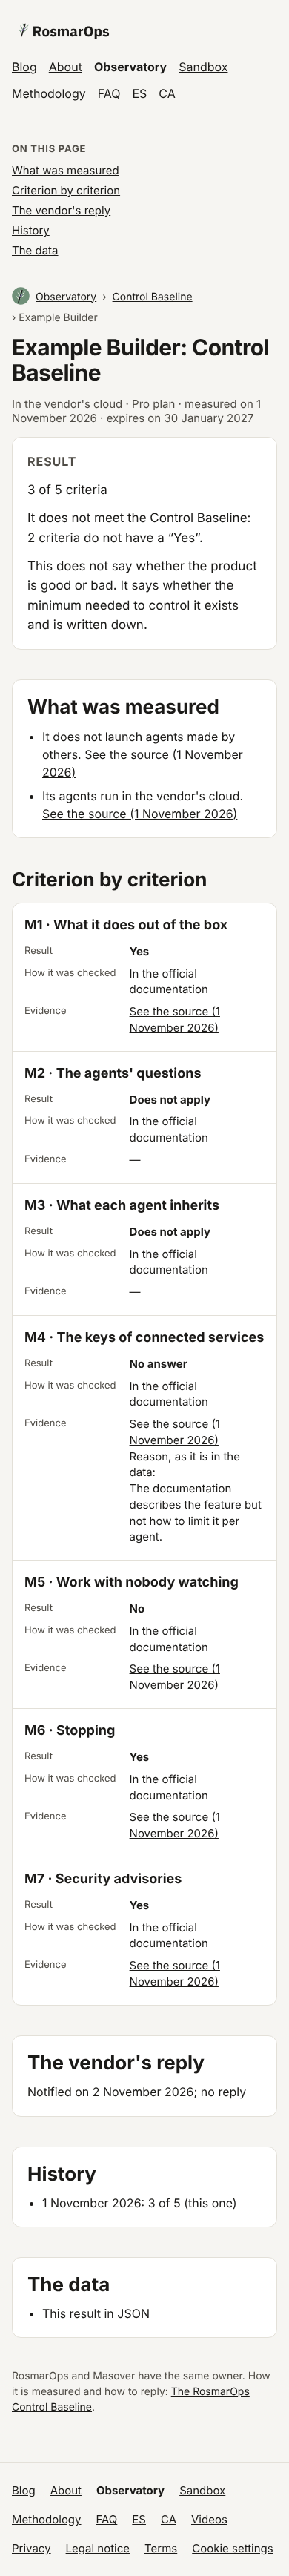 RosmarOps
Blog About Observatory Sandbox
Methodology FAQ ES CA
ON THIS PAGE
What was measured
Criterion by criterion
The vendor's reply
History
The data
Observatory › Control Baseline
› Example Builder
Example Builder: Control
Baseline
In the vendor's cloud · Pro plan · measured on 1
November 2026 · expires on 30 January 2027
RESULT
3 of 5 criteria
It does not meet the Control Baseline:
2 criteria do not have a “Yes”.
This does not say whether the product
is good or bad. It says whether the
minimum needed to control it exists
and is written down.
What was measured
• It does not launch agents made by
others. See the source (1 November
2026)
• Its agents run in the vendor's cloud.
See the source (1 November 2026)
Criterion by criterion
M1 · What it does out of the box
Result Yes
How it was checked In the official
documentation
Evidence See the source (1
November 2026)
M2 · The agents' questions
Result Does not apply
How it was checked In the official
documentation
Evidence —
M3 · What each agent inherits
Result Does not apply
How it was checked In the official
documentation
Evidence —
M4 · The keys of connected services
Result No answer
How it was checked In the official
documentation
Evidence See the source (1
November 2026)
Reason, as it is in the
data:
The documentation
describes the feature but
not how to limit it per
agent.
M5 · Work with nobody watching
Result No
How it was checked In the official
documentation
Evidence See the source (1
November 2026)
M6 · Stopping
Result Yes
How it was checked In the official
documentation
Evidence See the source (1
November 2026)
M7 · Security advisories
Result Yes
How it was checked In the official
documentation
Evidence See the source (1
November 2026)
The vendor's reply
Notified on 2 November 2026; no reply
History
• 1 November 2026: 3 of 5 (this one)
The data
• This result in JSON
RosmarOps and Masover have the same owner. How
it is measured and how to reply: The RosmarOps
Control Baseline.
Blog About Observatory Sandbox
Methodology FAQ ES CA Videos
Privacy Legal notice Terms Cookie settings